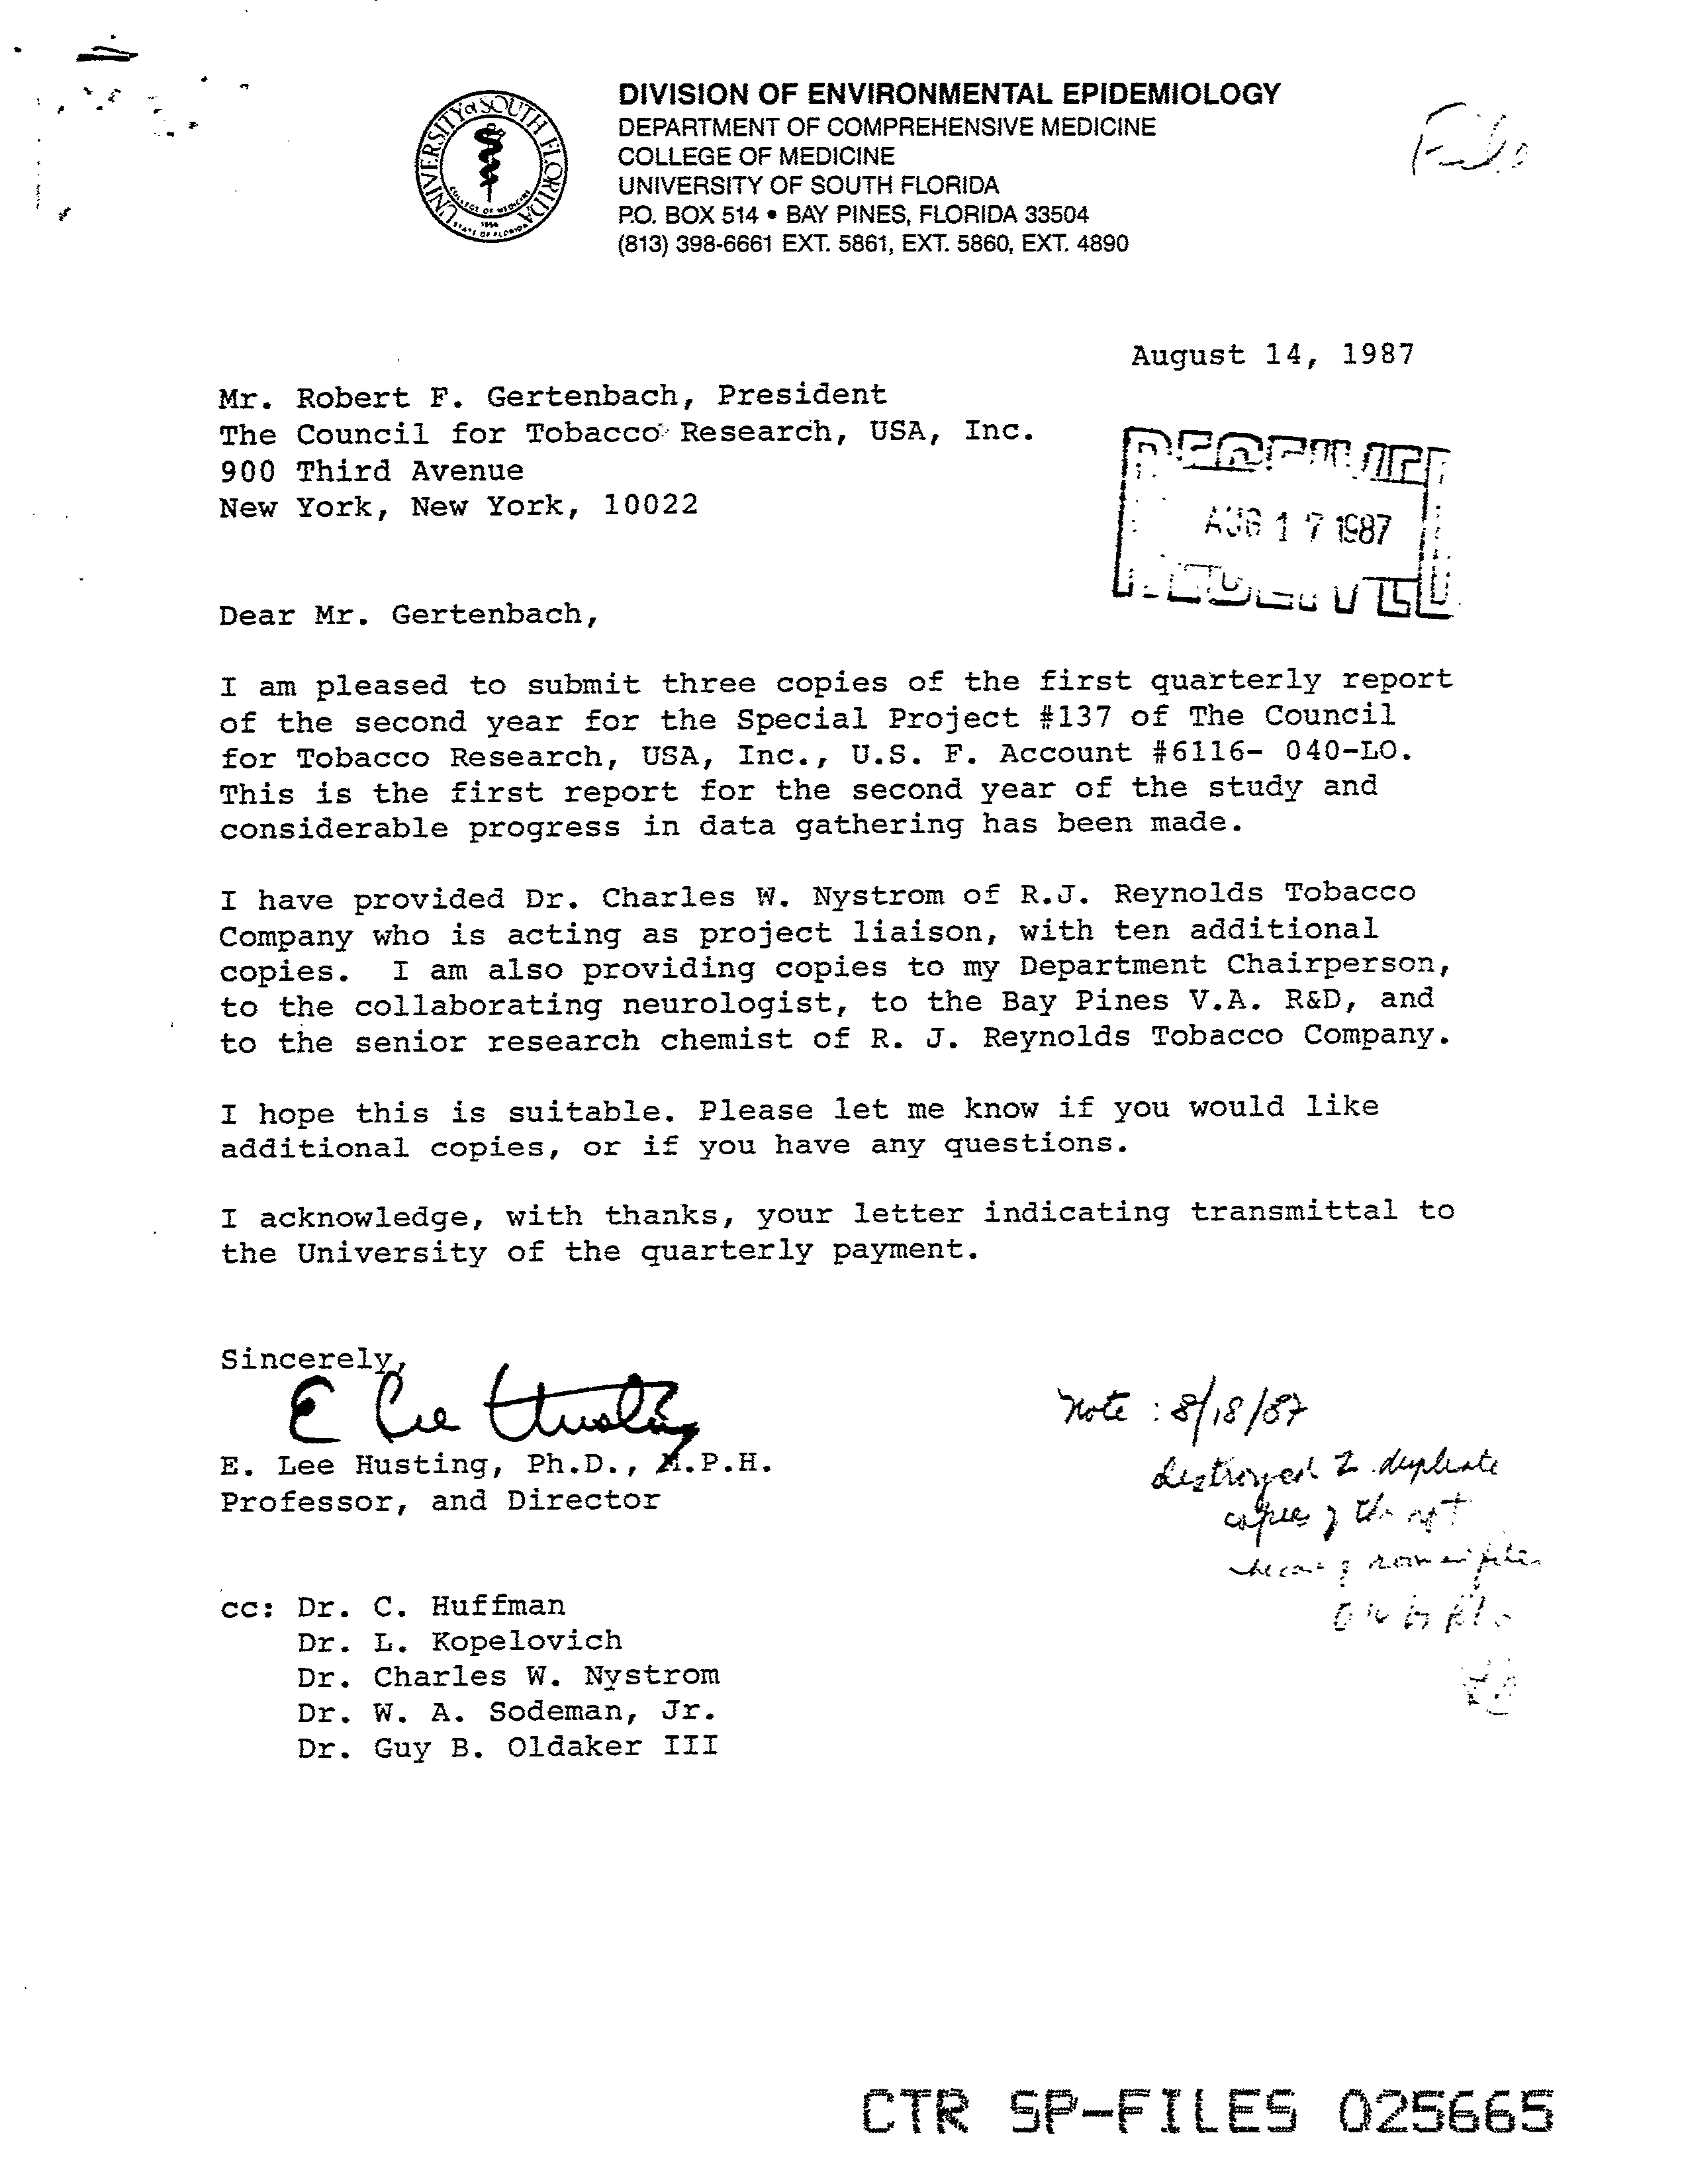 File
UNIVERSITY of SOUTH FLORIDA
COLLEGE OF MEDICINE
1956
STATE OF FLORIDA
DIVISION OF ENVIRONMENTAL EPIDEMIOLOGY
DEPARTMENT OF COMPREHENSIVE MEDICINE
COLLEGE OF MEDICINE
UNIVERSITY OF SOUTH FLORIDA
P.O. BOX 514 • BAY PINES, FLORIDA 33504
(813) 398-6661 EXT. 5861, EXT. 5860, EXT. 4890
August 14, 1987
Mr. Robert F. Gertenbach, President
The Council for Tobacco Research, USA, Inc.
900 Third Avenue
New York, New York, 10022
AUG 17 1987
RECEIVED
Dear Mr. Gertenbach,
I am pleased to submit three copies of the first quarterly report
of the second year for the Special Project #137 of The Council
for Tobacco Research, USA, Inc., U.S. F. Account #6116- 040-LO.
This is the first report for the second year of the study and
considerable progress in data gathering has been made.
I have provided Dr. Charles W. Nystrom of R.J. Reynolds Tobacco
Company who is acting as project liaison, with ten additional
copies.  I am also providing copies to my Department Chairperson,
to the collaborating neurologist, to the Bay Pines V.A. R&D, and
to the senior research chemist of R. J. Reynolds Tobacco Company.
I hope this is suitable. Please let me know if you would like
additional copies, or if you have any questions.
I acknowledge, with thanks, your letter indicating transmittal to
the University of the quarterly payment.
Sincerely,
E Lee Husting
E. Lee Husting, Ph.D., M.P.H.
Professor, and Director
Note : 8/18/87
destroyed 2 duplicate
copies of the rpt
cc: Dr. C. Huffman
Dr. L. Kopelovich
Dr. Charles W. Nystrom
Dr. W. A. Sodeman, Jr.
Dr. Guy B. Oldaker III
CTR SP-FILES 025665